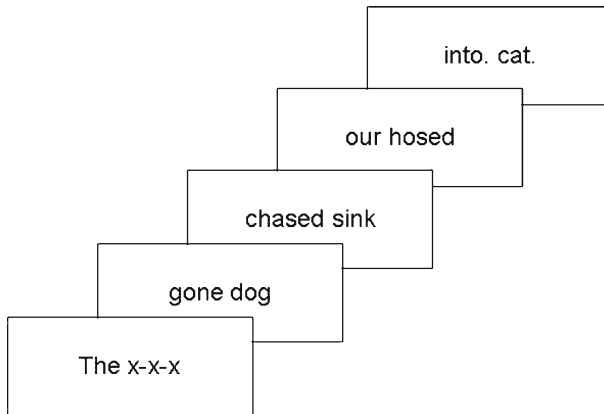 into. cat.
our hosed
chased sink
gone dog
The x-x-x